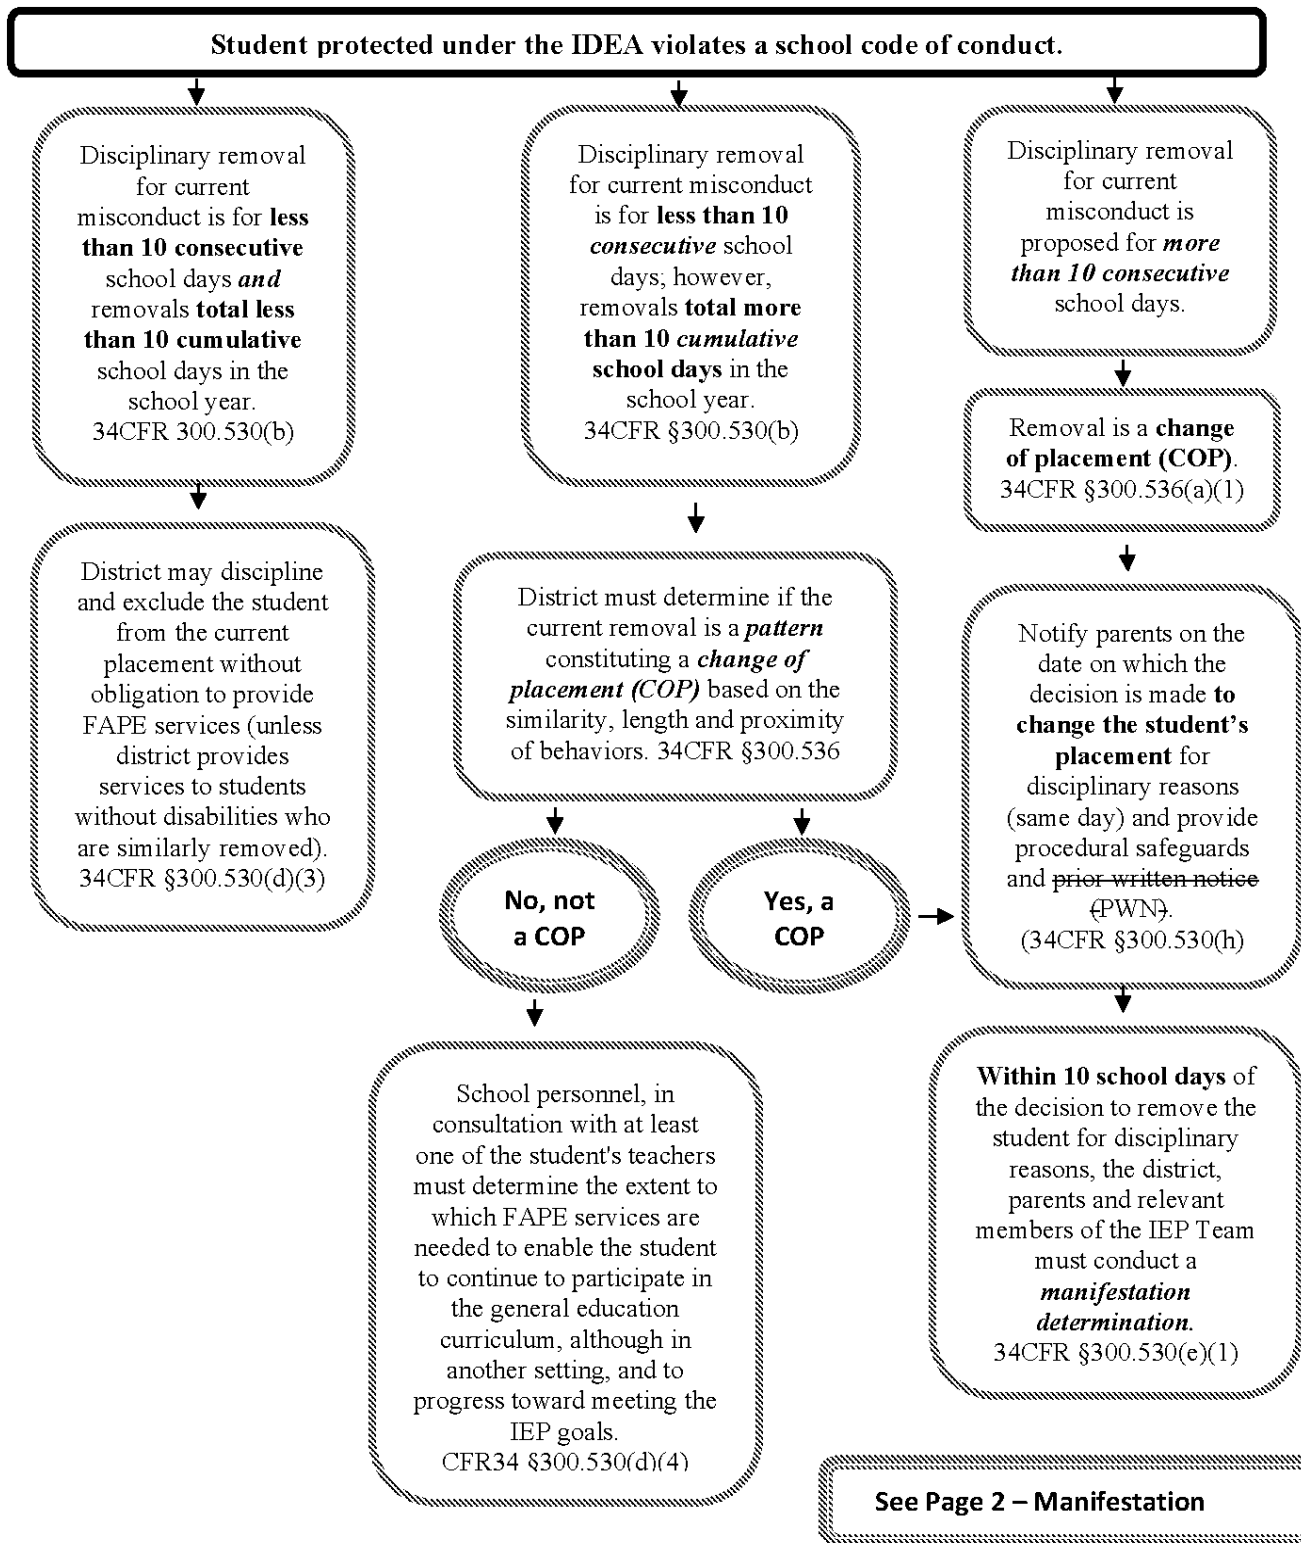 Student protected under the IDEA violates a school code of conduct.
Disciplinary removal
for current
misconduct is for less
than 10 consecutive
school days and
removals total less
than 10 cumulative
school days in the
school year.
34CFR 300.530(b)
District may discipline
and exclude the student
from the current
placement without
obligation to provide
FAPE services (unless
district provides
services to students
without disabilities who
are similarly removed).
34CFR §300.530(d)(3)
Disciplinary removal
for current misconduct
is for less than 10
consecutive school
days; however,
removals total more
than 10 cumulative
school days in the
school year.
34CFR §300.530(b)
District must determine if the
current removal is a pattern
constituting a change of
placement (COP) based on the
similarity, length and proximity
of behaviors. 34CFR §300.536
No, not
a COP
Yes, a
COP
School personnel, in
consultation with at least
one of the student's teachers
must determine the extent to
which FAPE services are
needed to enable the student
to continue to participate in
the general education
curriculum, although in
another setting, and to
progress toward meeting the
IEP goals.
CFR34 §300.530(d)(4)
Disciplinary removal
for current
misconduct is
proposed for more
than 10 consecutive
school days.
Removal is a change
of placement (COP).
34CFR §300.536(a)(1)
Notify parents on the
date on which the
decision is made to
change the student’s
placement for
disciplinary reasons
(same day) and provide
procedural safeguards
and prior written notice
(PWN).
(34CFR §300.530(h)
Within 10 school days of
the decision to remove the
student for disciplinary
reasons, the district,
parents and relevant
members of the IEP Team
must conduct a
manifestation
determination.
34CFR §300.530(e)(1)
See Page 2 – Manifestation